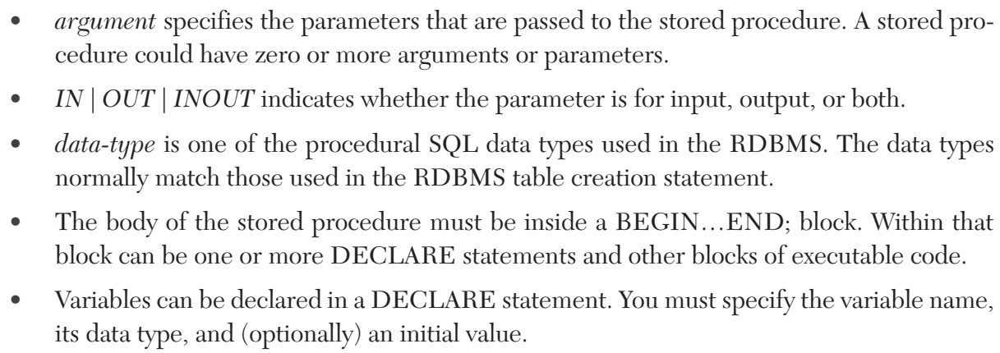 • argument specifies the parameters that are passed to the stored procedure. A stored pro-
cedure could have zero or more arguments or parameters.
• IN | OUT | INOUT indicates whether the parameter is for input, output, or both.
• data-type is one of the procedural SQL data types used in the RDBMS. The data types
normally match those used in the RDBMS table creation statement.
• The body of the stored procedure must be inside a BEGIN…END; block. Within that
block can be one or more DECLARE statements and other blocks of executable code.
• Variables can be declared in a DECLARE statement. You must specify the variable name,
its data type, and (optionally) an initial value.